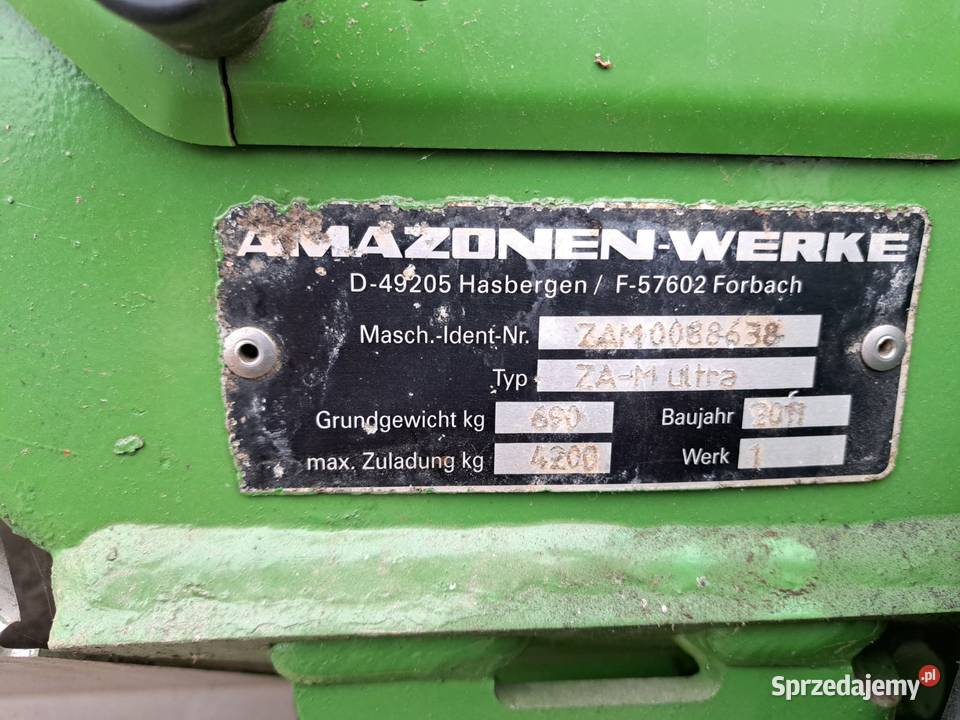 AMAZONEN-WERKE
D-49205 Hasbergen / F-57602 Forbach
Masch.-Ident-Nr. ZAM0088638
Typ ZA-M ultra
Grundgewicht kg 690 Baujahr 2011
max. Zuladung kg 4200 Werk 1
Sprzedajemy.pl